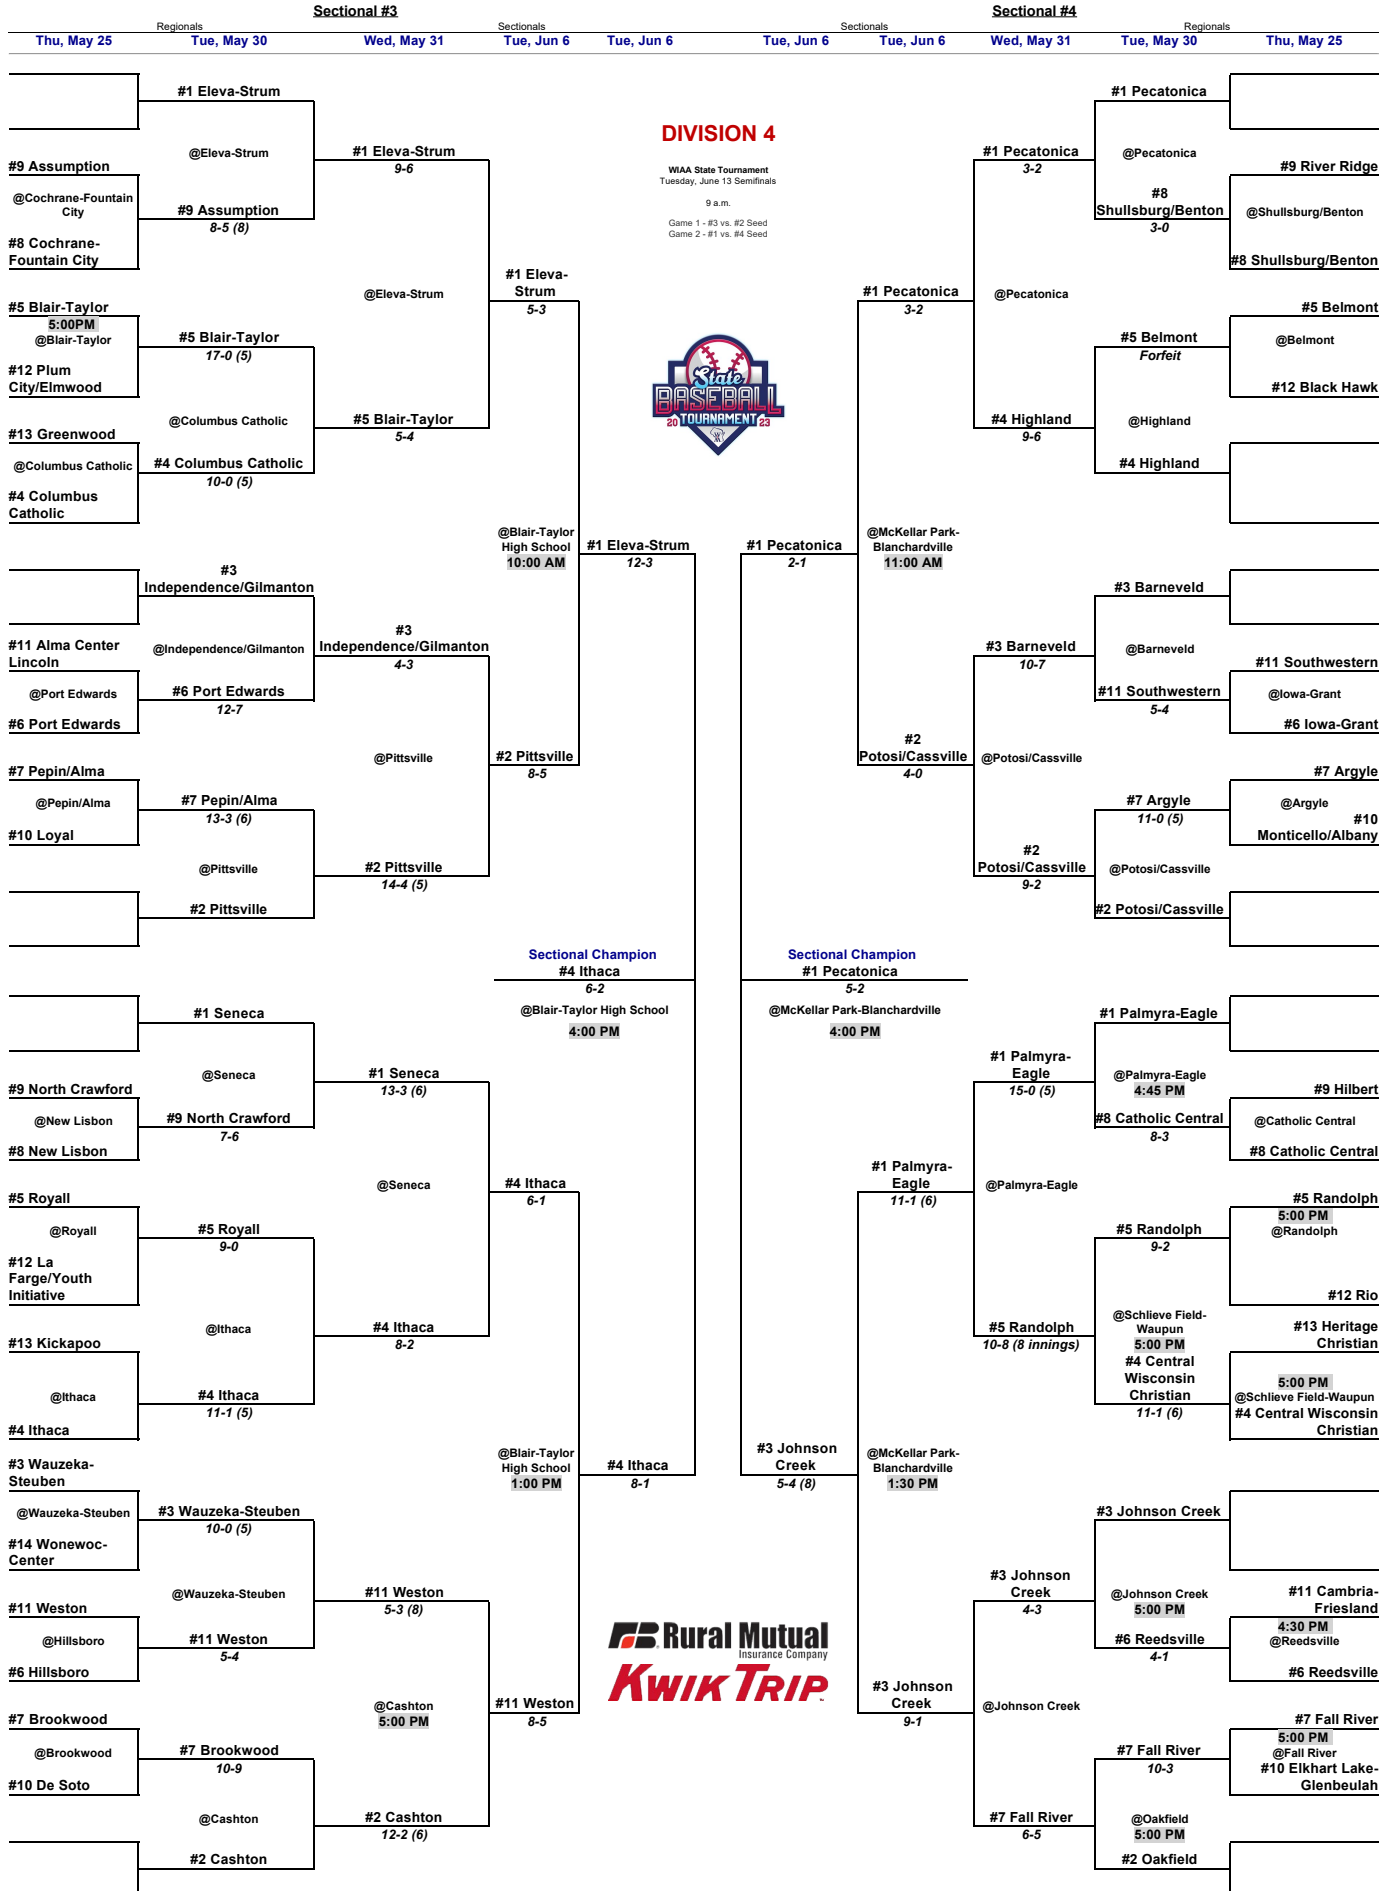 Sectional #3
Sectional #4
Regionals
Sectionals
Sectionals
Regionals
Thu, May 25
Tue, May 30
Wed, May 31
Tue, Jun 6
Tue, Jun 6
Tue, Jun 6
Tue, Jun 6
Wed, May 31
Tue, May 30
Thu, May 25
DIVISION 4
WIAA State Tournament
Tuesday, June 13 Semifinals
9 a.m.
Game 1 - #3 vs. #2 Seed
Game 2 - #1 vs. #4 Seed
State
BASEBALL
20 TOURNAMENT 23
#9 Assumption
@Cochrane-Fountain
City
#8 Cochrane-
Fountain City
#5 Blair-Taylor
5:00PM
@Blair-Taylor
#12 Plum
City/Elmwood
#13 Greenwood
@Columbus Catholic
#4 Columbus
Catholic
#11 Alma Center
Lincoln
@Port Edwards
#6 Port Edwards
#7 Pepin/Alma
@Pepin/Alma
#10 Loyal
#9 North Crawford
@New Lisbon
#8 New Lisbon
#5 Royall
@Royall
#12 La
Farge/Youth
Initiative
#13 Kickapoo
@Ithaca
#4 Ithaca
#3 Wauzeka-
Steuben
@Wauzeka-Steuben
#14 Wonewoc-
Center
#11 Weston
@Hillsboro
#6 Hillsboro
#7 Brookwood
@Brookwood
#10 De Soto
#1 Eleva-Strum
@Eleva-Strum
#9 Assumption
8-5 (8)
#5 Blair-Taylor
17-0 (5)
@Columbus Catholic
#4 Columbus Catholic
10-0 (5)
#3
Independence/Gilmanton
@Independence/Gilmanton
#6 Port Edwards
12-7
#7 Pepin/Alma
13-3 (6)
@Pittsville
#2 Pittsville
#1 Seneca
@Seneca
#9 North Crawford
7-6
#5 Royall
9-0
@Ithaca
#4 Ithaca
11-1 (5)
#3 Wauzeka-Steuben
10-0 (5)
@Wauzeka-Steuben
#11 Weston
5-4
#7 Brookwood
10-9
@Cashton
#2 Cashton
#1 Eleva-Strum
9-6
@Eleva-Strum
#5 Blair-Taylor
5-4
#3
Independence/Gilmanton
4-3
@Pittsville
#2 Pittsville
14-4 (5)
#1 Seneca
13-3 (6)
@Seneca
#4 Ithaca
8-2
#11 Weston
5-3 (8)
@Cashton
5:00 PM
#2 Cashton
12-2 (6)
#1 Eleva-
Strum
5-3
@Blair-Taylor
High School
10:00 AM
#2 Pittsville
8-5
#4 Ithaca
6-1
@Blair-Taylor
High School
1:00 PM
#11 Weston
8-5
#1 Eleva-Strum
12-3
Sectional Champion
#4 Ithaca
6-2
@Blair-Taylor High School
4:00 PM
#4 Ithaca
8-1
#1 Pecatonica
2-1
Sectional Champion
#1 Pecatonica
5-2
@McKellar Park-Blanchardville
4:00 PM
#3 Johnson
Creek
5-4 (8)
#1 Pecatonica
3-2
@McKellar Park-
Blanchardville
11:00 AM
#2
Potosi/Cassville
4-0
#1 Palmyra-
Eagle
11-1 (6)
@McKellar Park-
Blanchardville
1:30 PM
#3 Johnson
Creek
9-1
#1 Pecatonica
3-2
@Pecatonica
#4 Highland
9-6
#3 Barneveld
10-7
@Potosi/Cassville
#2
Potosi/Cassville
9-2
#1 Palmyra-
Eagle
15-0 (5)
@Palmyra-Eagle
#5 Randolph
10-8 (8 innings)
#3 Johnson
Creek
4-3
@Johnson Creek
#7 Fall River
6-5
#1 Pecatonica
@Pecatonica
#8
Shullsburg/Benton
3-0
#5 Belmont
Forfeit
@Highland
#4 Highland
#3 Barneveld
@Barneveld
#11 Southwestern
5-4
#7 Argyle
11-0 (5)
@Potosi/Cassville
#2 Potosi/Cassville
#1 Palmyra-Eagle
@Palmyra-Eagle
4:45 PM
#8 Catholic Central
8-3
#5 Randolph
9-2
@Schlieve Field-
Waupun
5:00 PM
#4 Central
Wisconsin
Christian
11-1 (6)
#3 Johnson Creek
@Johnson Creek
5:00 PM
#6 Reedsville
4-1
#7 Fall River
10-3
@Oakfield
5:00 PM
#2 Oakfield
#9 River Ridge
@Shullsburg/Benton
#8 Shullsburg/Benton
#5 Belmont
@Belmont
#12 Black Hawk
#11 Southwestern
@Iowa-Grant
#6 Iowa-Grant
#7 Argyle
@Argyle
#10
Monticello/Albany
#9 Hilbert
@Catholic Central
#8 Catholic Central
#5 Randolph
5:00 PM
@Randolph
#12 Rio
#13 Heritage
Christian
5:00 PM
@Schlieve Field-Waupun
#4 Central Wisconsin
Christian
#11 Cambria-
Friesland
4:30 PM
@Reedsville
#6 Reedsville
#7 Fall River
5:00 PM
@Fall River
#10 Elkhart Lake-
Glenbeulah
Rural Mutual
Insurance Company
KWIK TRIP